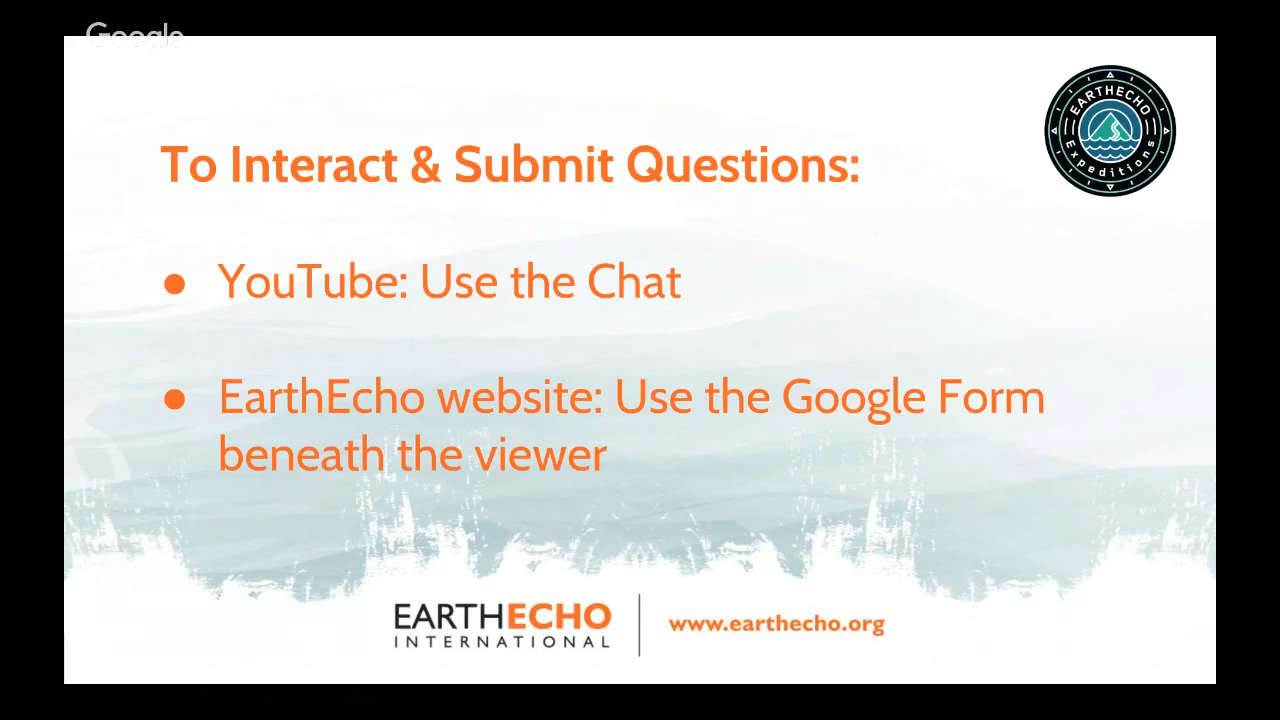 Google
EARTHECHO
Expeditions
To Interact & Submit Questions:
● YouTube: Use the Chat
● EarthEcho website: Use the Google Form
beneath the viewer
EARTHECHO
INTERNATIONAL
www.earthecho.org